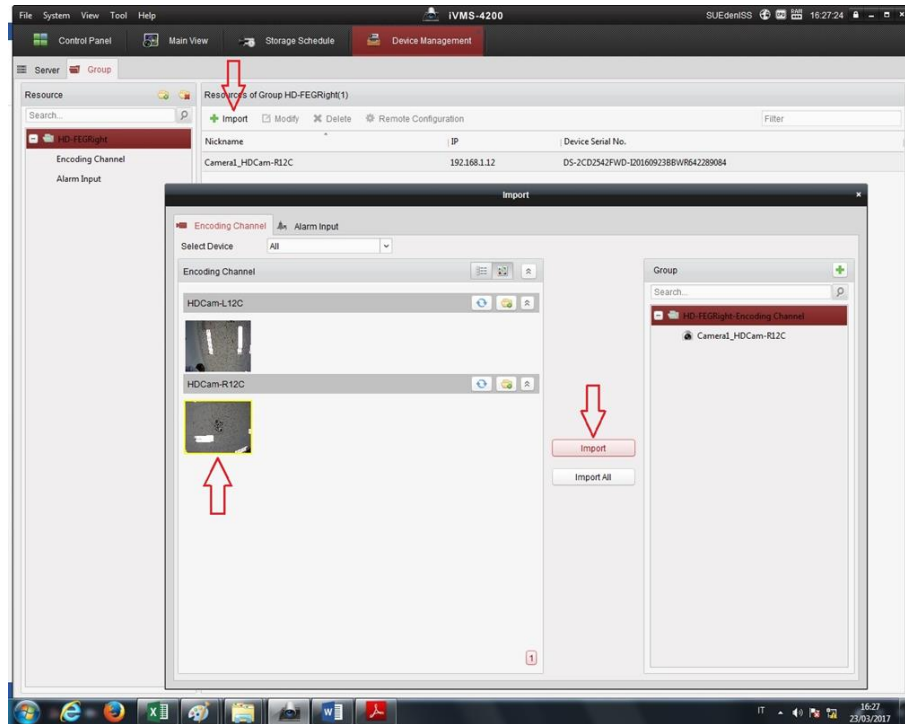 File System View Tool Help iVMS-4200 SUEdenISS 16:27:24
Control Panel Main View Storage Schedule Device Management
Server Group
Resource Resources of Group HD-FEGRight(1)
Search... Import Modify Delete Remote Configuration Filter
HD-FEGRight Nickname IP Device Serial No.
Encoding Channel Camera1_HDCam-R12C 192.168.1.12 DS-2CD2542FWD-I20160923BBWR642289084
Alarm Input
Import
Encoding Channel Alarm Input
Select Device All
Encoding Channel Group
HDCam-L12C Search...
HD-FEGRight-Encoding Channel
Camera1_HDCam-R12C
HDCam-R12C
Import
Import All
1
IT 16:27
23/03/2017